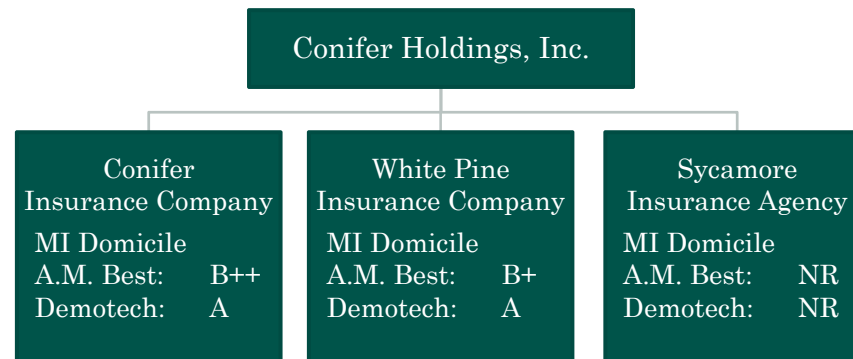 Conifer Holdings, Inc.
Conifer
Insurance Company
MI Domicile
A.M. Best: B++
Demotech: A
White Pine
Insurance Company
MI Domicile
A.M. Best: B+
Demotech: A
Sycamore
Insurance Agency
MI Domicile
A.M. Best: NR
Demotech: NR